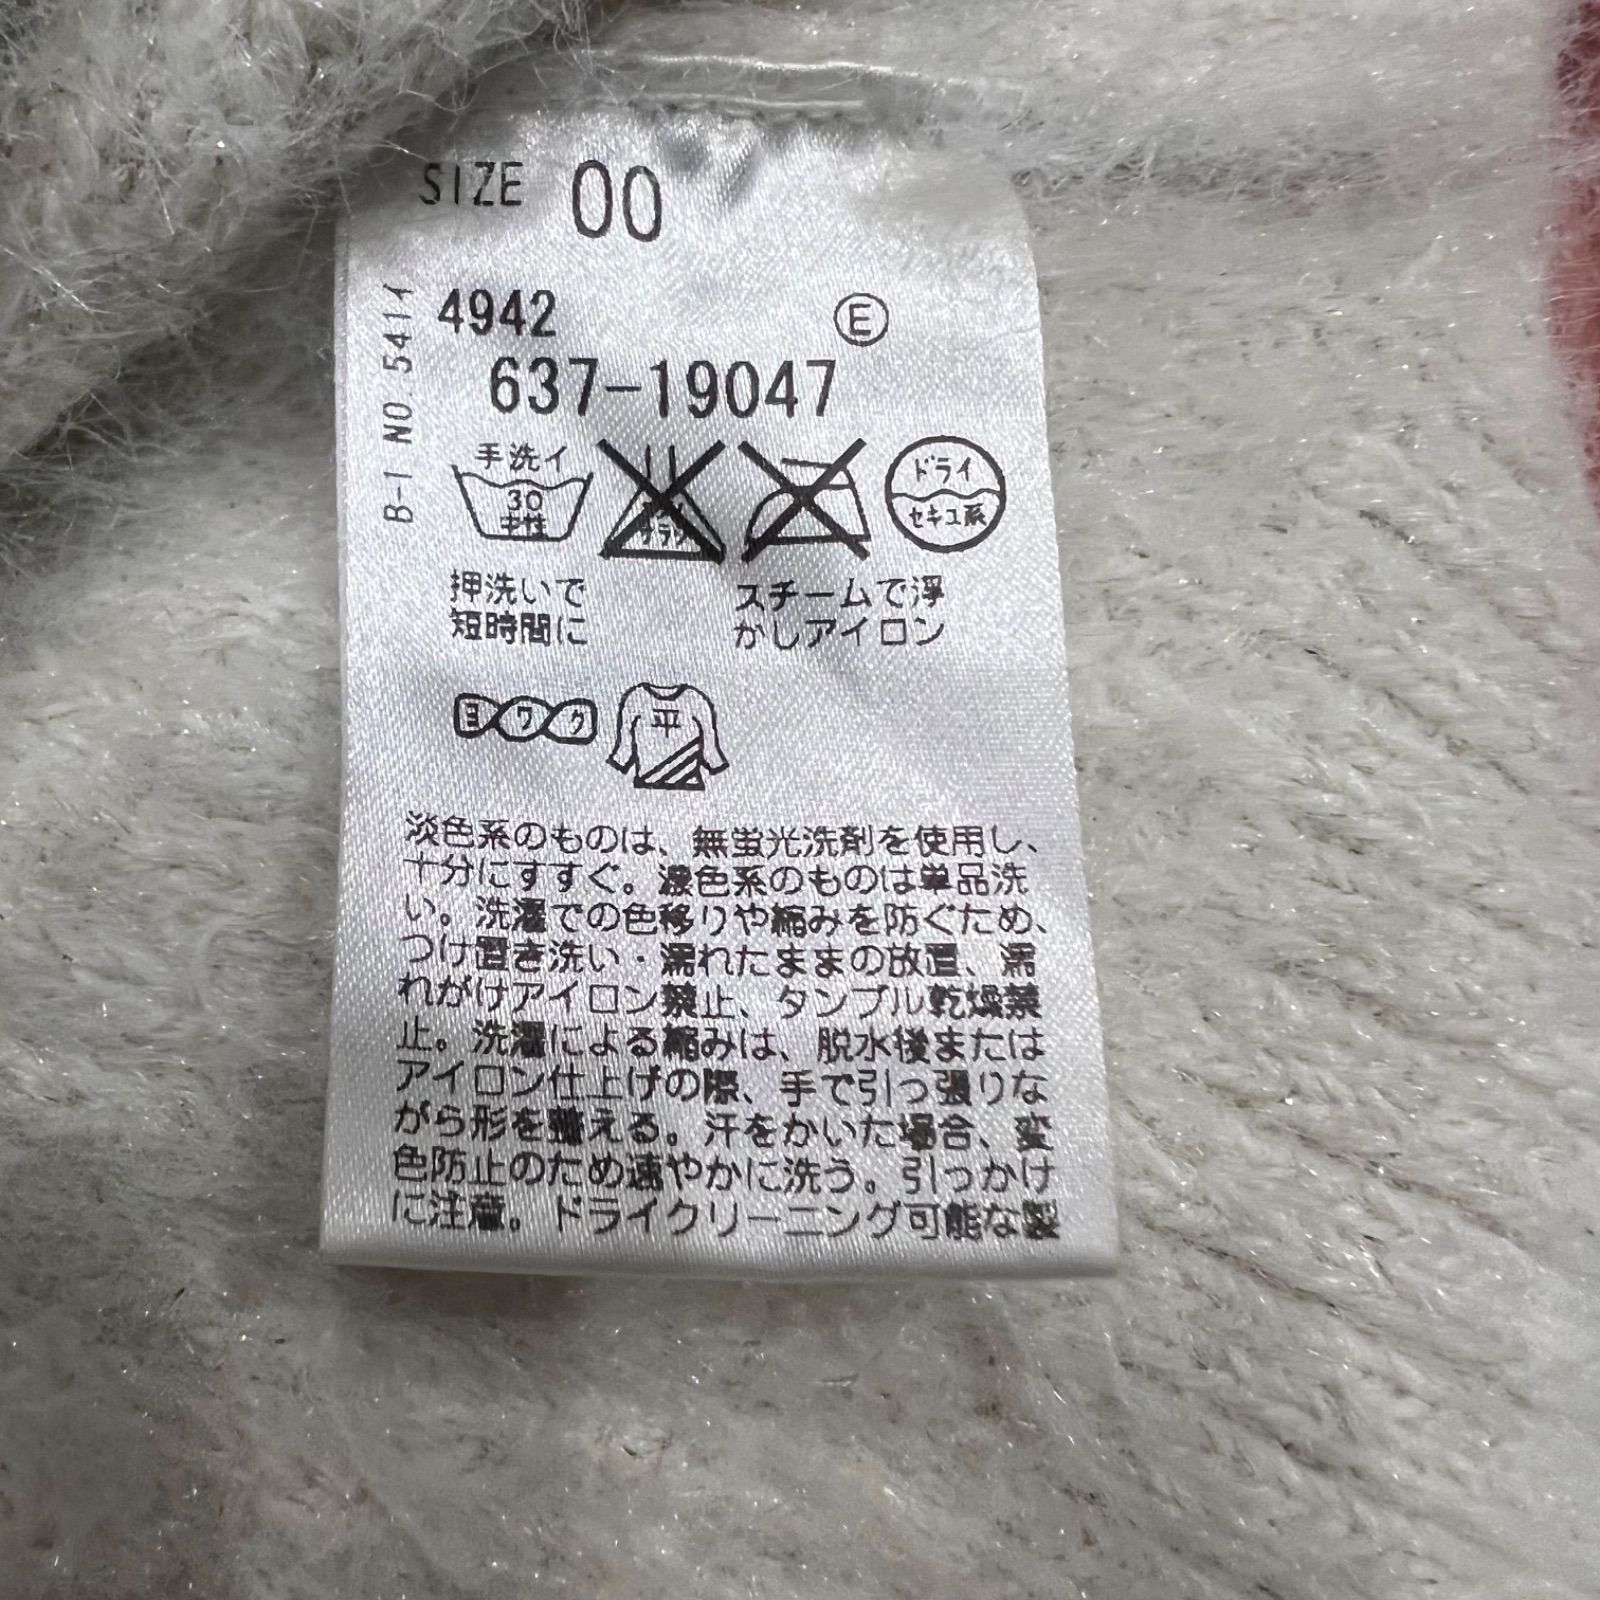 SIZE 00
4942
E
637-19047
B-1 NO.5411
手洗イ
30
中性
ドライ
セキユ系
押洗いで
短時間に
スチームで浮
かしアイロン
ヨワク
平
淡色系のものは、無蛍光洗剤を使用し、
十分にすすぐ。濃色系のものは単品洗
い。洗濯での色移りや縮みを防ぐため、
つけ置き洗い・濡れたままの放置、濡
れがけアイロン禁止、タンブル乾燥禁
止。洗濯による縮みは、脱水後または
アイロン仕上げの際、手で引っ張りな
がら形を整える。汗をかいた場合、変
色防止のため速やかに洗う。引っかけ
に注意。ドライクリーニング可能な製